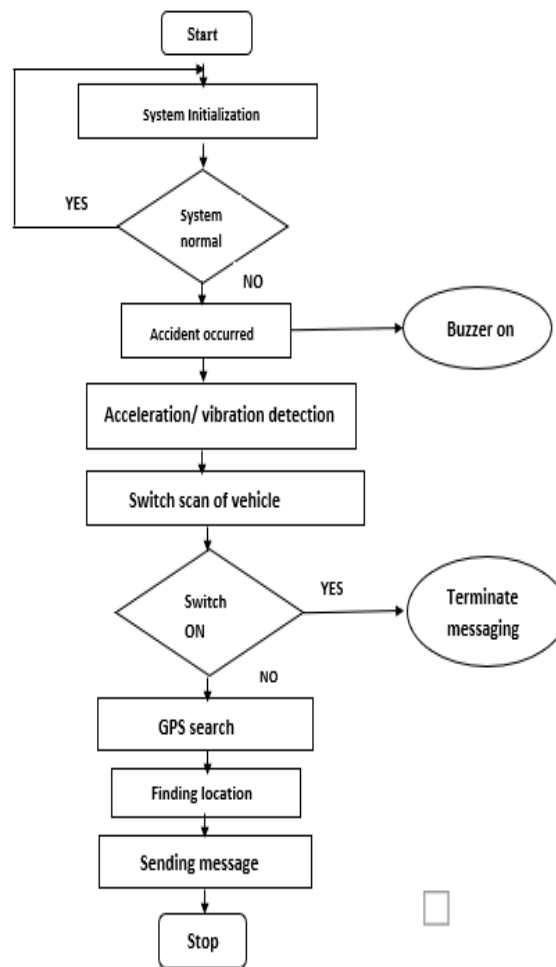 Start
System Initialization
YES
System
normal
NO
Accident occurred
Buzzer on
Acceleration/ vibration detection
Switch scan of vehicle
Switch
ON
YES
Terminate
messaging
NO
GPS search
Finding location
Sending message
Stop